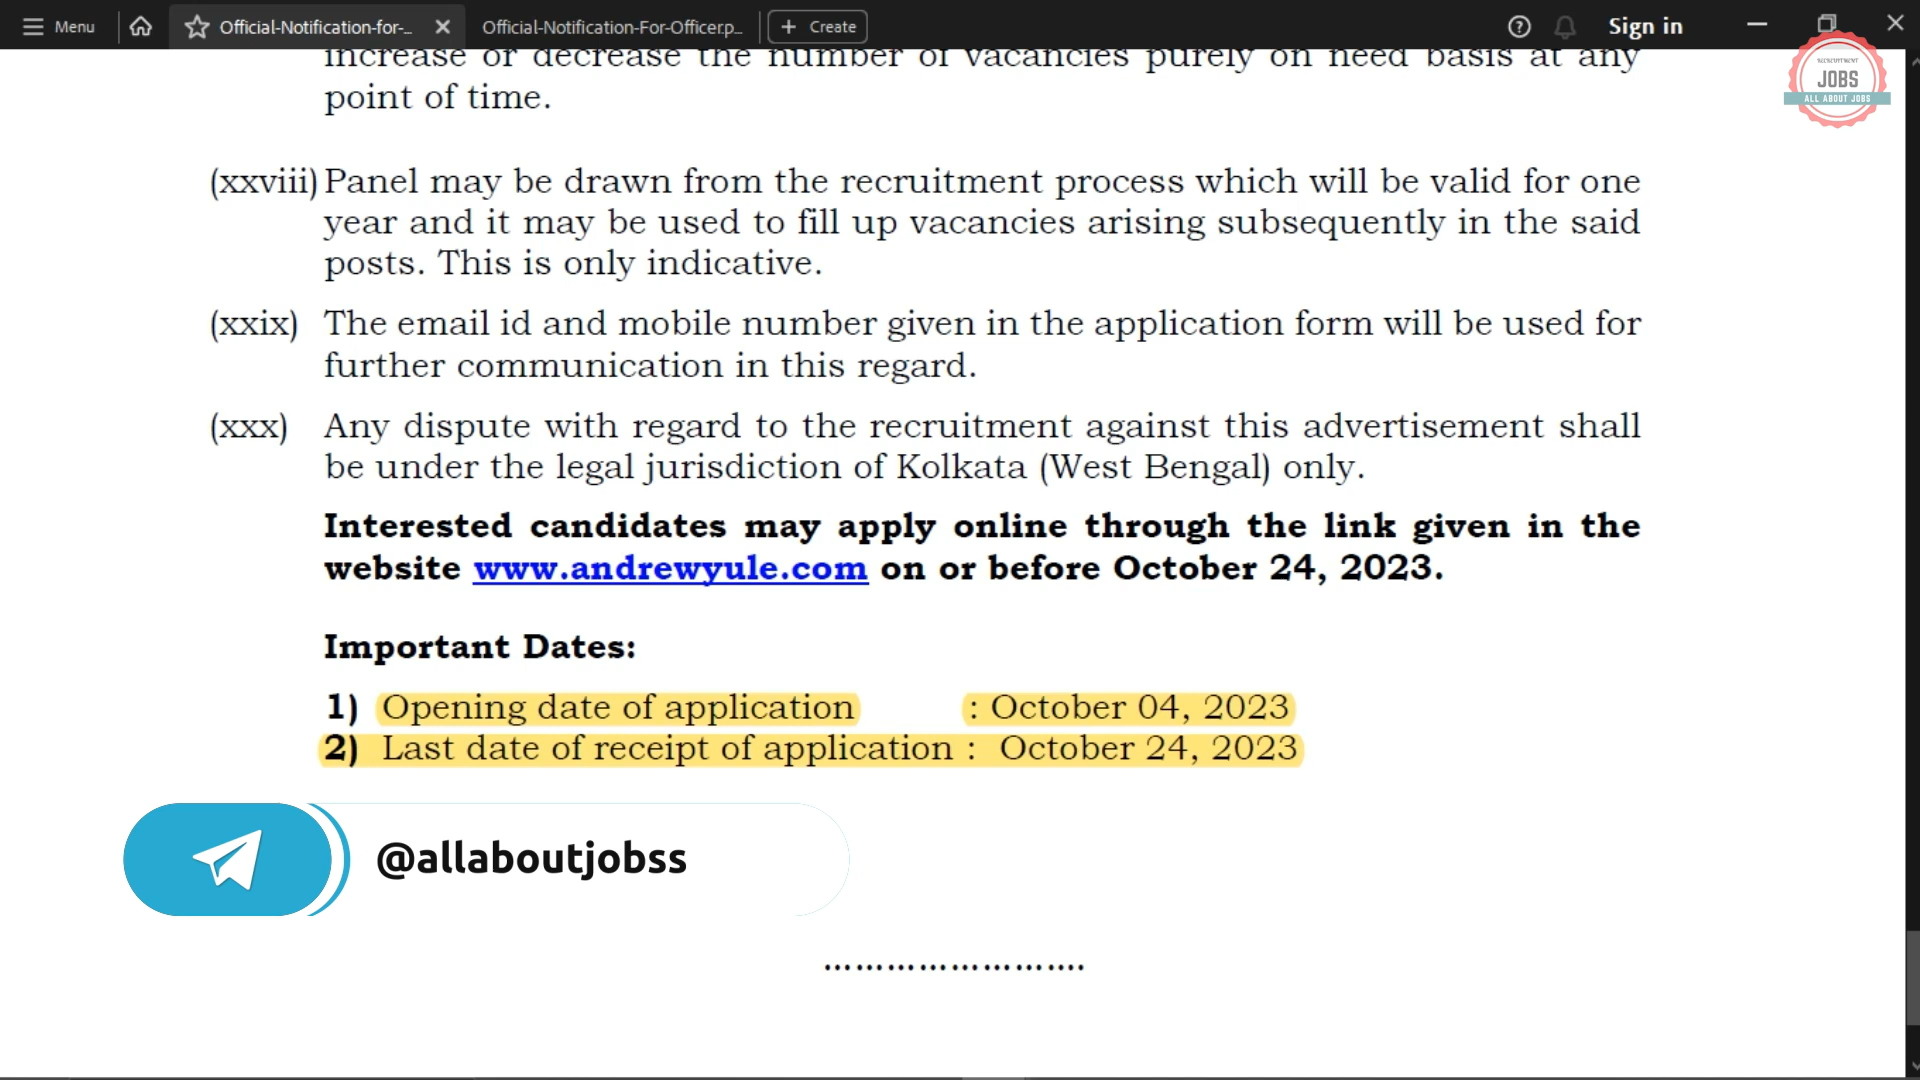 Menu
Official-Notification-for-...
Official-Notification-For-Officer.p...
+ Create
Sign in
RECRUITMENT
JOBS
ALL ABOUT JOBS
increase or decrease the number of vacancies purely on need basis at any
point of time.
(xxviii) Panel may be drawn from the recruitment process which will be valid for one
year and it may be used to fill up vacancies arising subsequently in the said
posts. This is only indicative.
(xxix) The email id and mobile number given in the application form will be used for
further communication in this regard.
(xxx) Any dispute with regard to the recruitment against this advertisement shall
be under the legal jurisdiction of Kolkata (West Bengal) only.
Interested candidates may apply online through the link given in the
website www.andrewyule.com on or before October 24, 2023.
Important Dates:
1) Opening date of application : October 04, 2023
2) Last date of receipt of application : October 24, 2023
@allaboutjobss
.........................